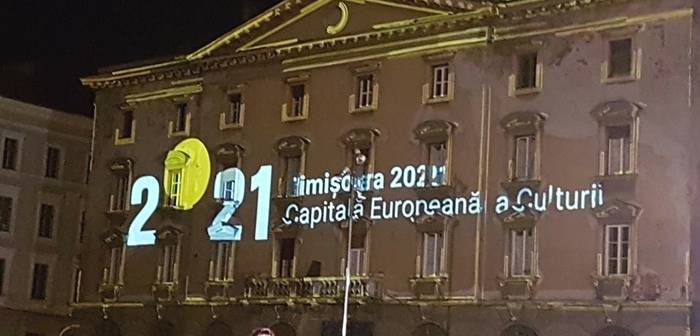 2021
Timișoara 2021
Capitală Europeană a Culturii